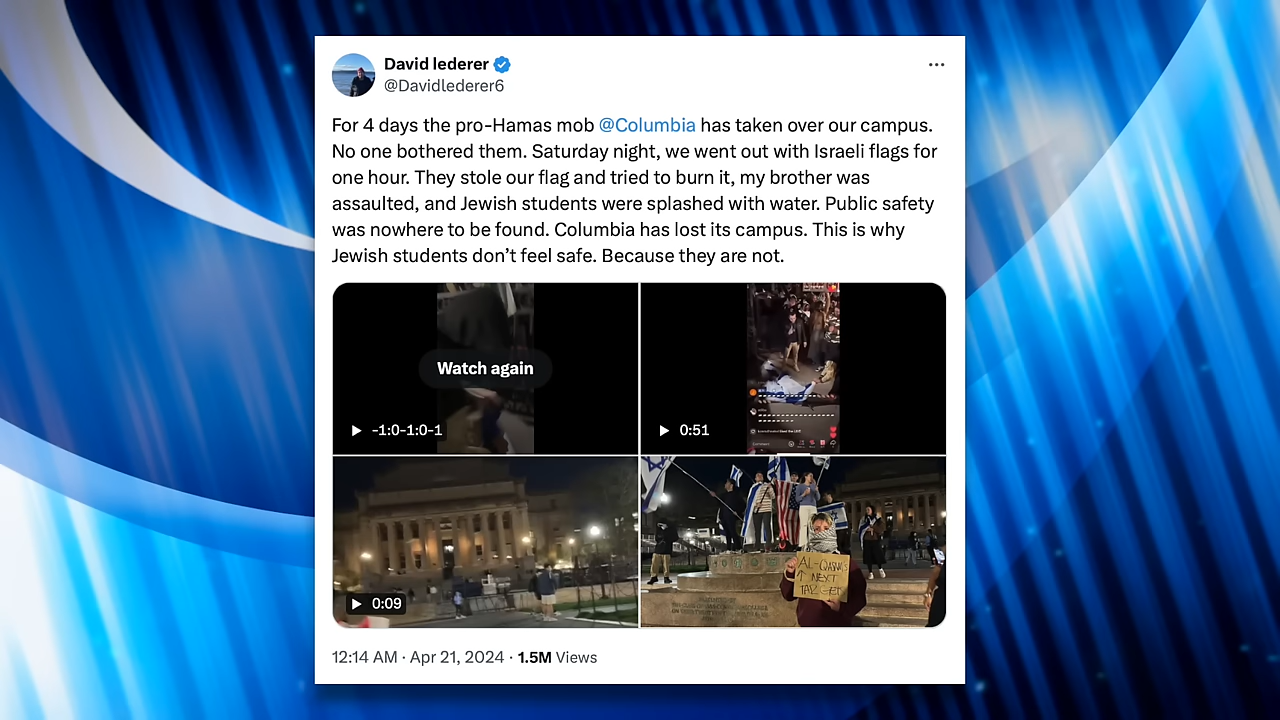 David lederer
@Davidlederer6
For 4 days the pro-Hamas mob @Columbia has taken over our campus.
No one bothered them. Saturday night, we went out with Israeli flags for
one hour. They stole our flag and tried to burn it, my brother was
assaulted, and Jewish students were splashed with water. Public safety
was nowhere to be found. Columbia has lost its campus. This is why
Jewish students don’t feel safe. Because they are not.
Watch again
-1:0-1:0-1
0:51
0:09
AL-QASAM'S
NEXT
TARGET
12:14 AM · Apr 21, 2024 · 1.5M Views